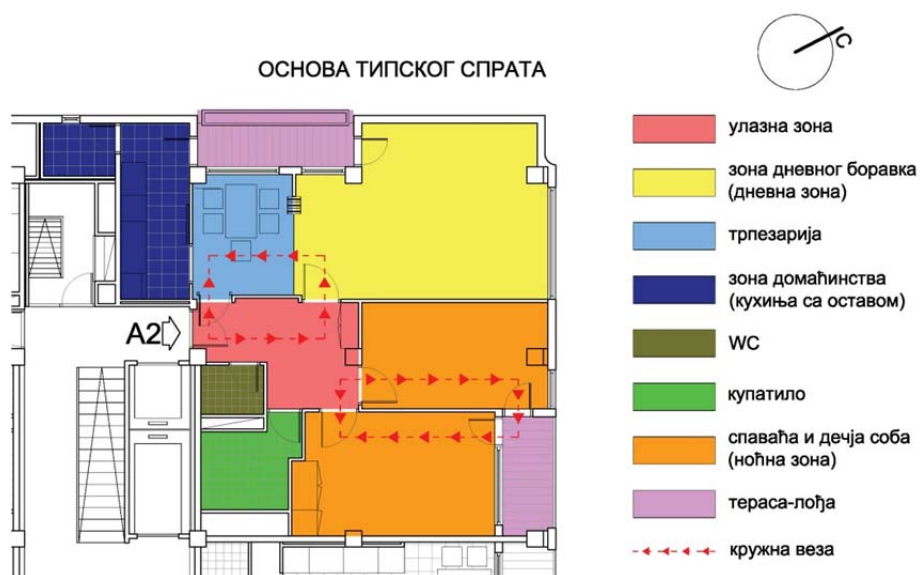 ОСНОВА ТИПСКОГ СПРАТА
С
А2
улазна зона
зона дневног боравка
(дневна зона)
трпезарија
зона домаћинства
(кухиња са оставом)
WC
купатило
спаваћа и дечја соба
(ноћна зона)
тераса-лођа
кружна веза